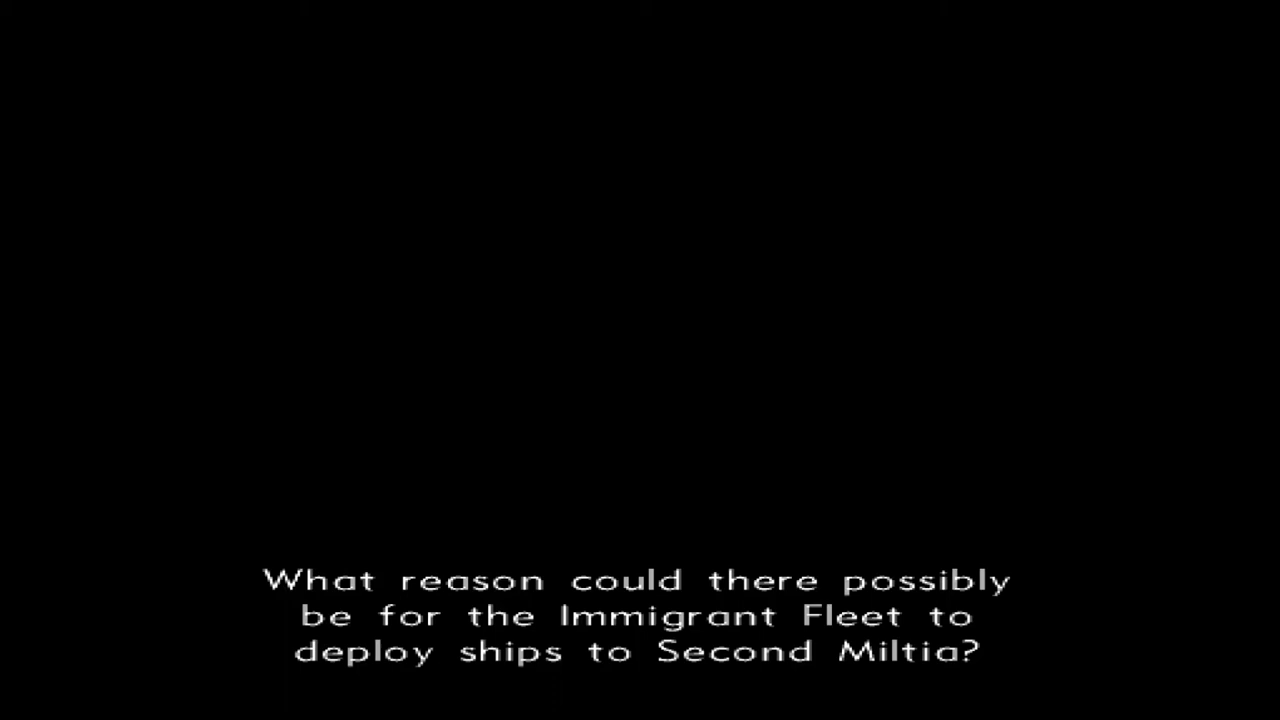 What reason could there possibly
be for the Immigrant Fleet to
deploy ships to Second Miltia?